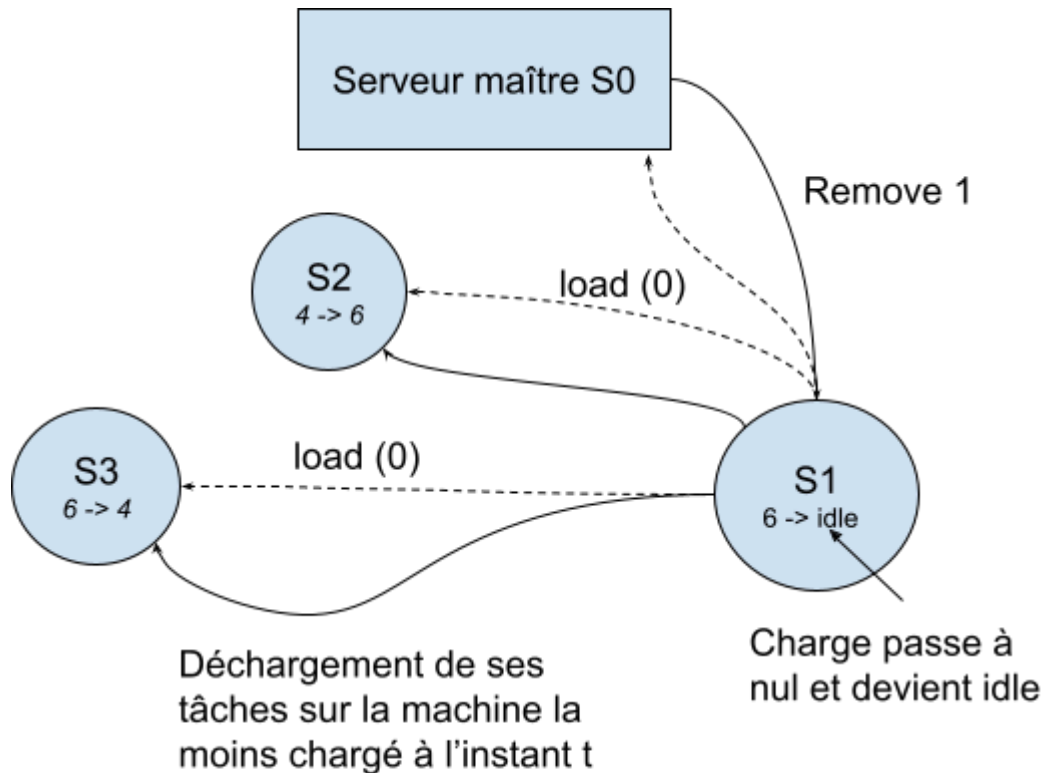 Serveur maître S0
Remove 1
S2
4 -> 6
load (0)
S3
6 -> 4
load (0)
S1
6 -> idle
Déchargement de ses
tâches sur la machine la
moins chargé à l'instant t
Charge passe à
nul et devient idle